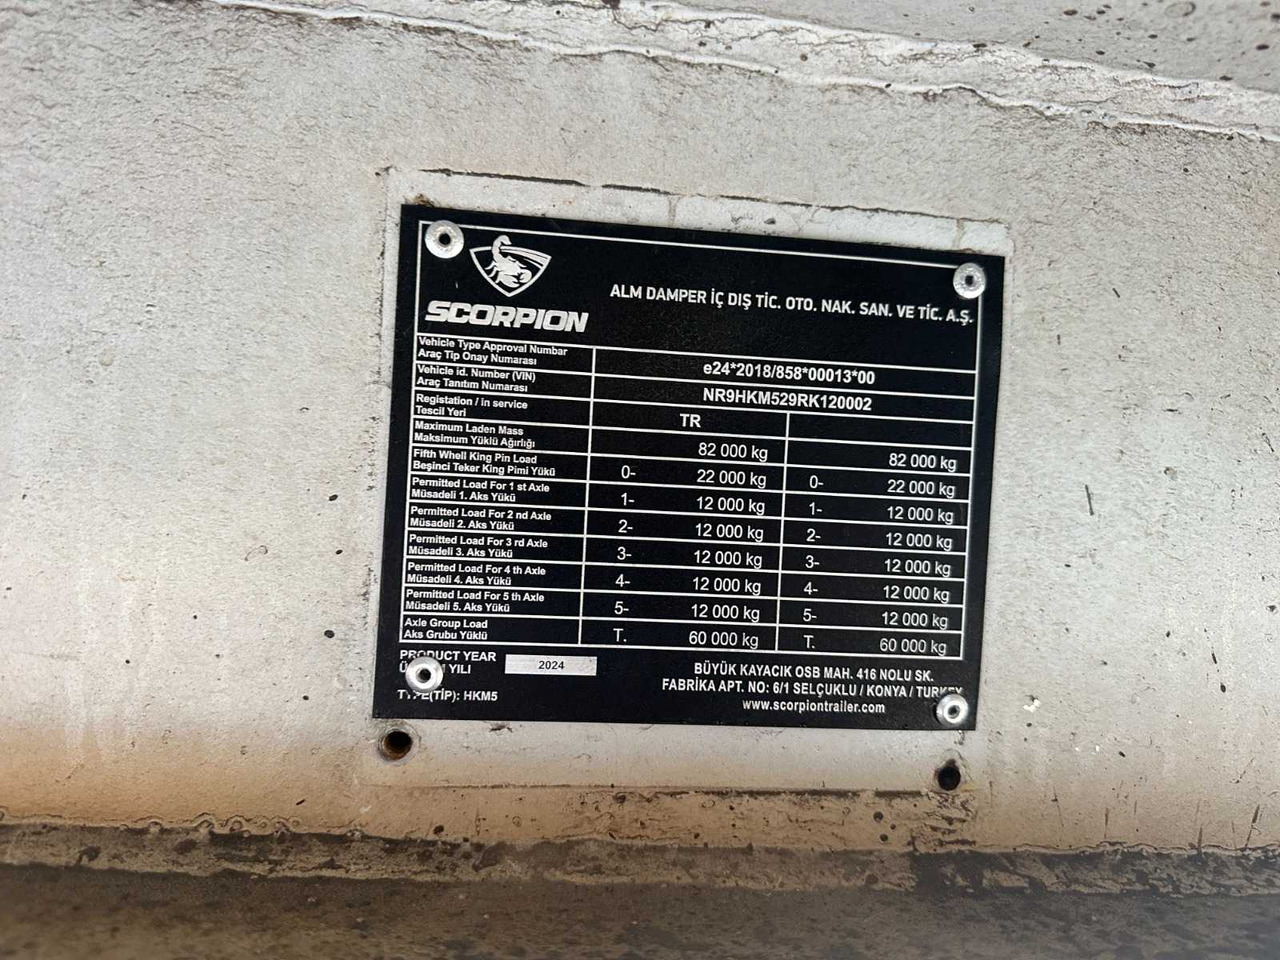 SCORPION
ALM DAMPER İÇ DIŞ TİC. OTO. NAK. SAN. VE TİC. A.Ş.
Vehicle Type Approval Numbar
Araç Tip Onay Numarası
e24*2018/858*00013*00
Vehicle id. Number (VIN)
Araç Tanıtım Numarası
NR9HKM529RK120002
Registation / in service
Tescil Yeri
TR
Maximum Laden Mass
Maksimum Yüklü Ağırlığı
82 000 kg 82 000 kg
Fifth Whell King Pin Load
Beşinci Teker King Pimi Yükü
0- 22 000 kg 0- 22 000 kg
Permitted Load For 1 st Axle
Müsadeli 1. Aks Yükü
1- 12 000 kg 1- 12 000 kg
Permitted Load For 2 nd Axle
Müsadeli 2. Aks Yükü
2- 12 000 kg 2- 12 000 kg
Permitted Load For 3 rd Axle
Müsadeli 3. Aks Yükü
3- 12 000 kg 3- 12 000 kg
Permitted Load For 4 th Axle
Müsadeli 4. Aks Yükü
4- 12 000 kg 4- 12 000 kg
Permitted Load For 5 th Axle
Müsadeli 5. Aks Yükü
5- 12 000 kg 5- 12 000 kg
Axle Group Load
Aks Grubu Yüklü
T. 60 000 kg T. 60 000 kg
PRODUCT YEAR
YILI
2024
TYPE(TİP): HKM5
BÜYÜK KAYACIK OSB MAH. 416 NOLU SK.
FABRİKA APT. NO: 6/1 SELÇUKLU / KONYA / TURKEY
www.scorpiontrailer.com